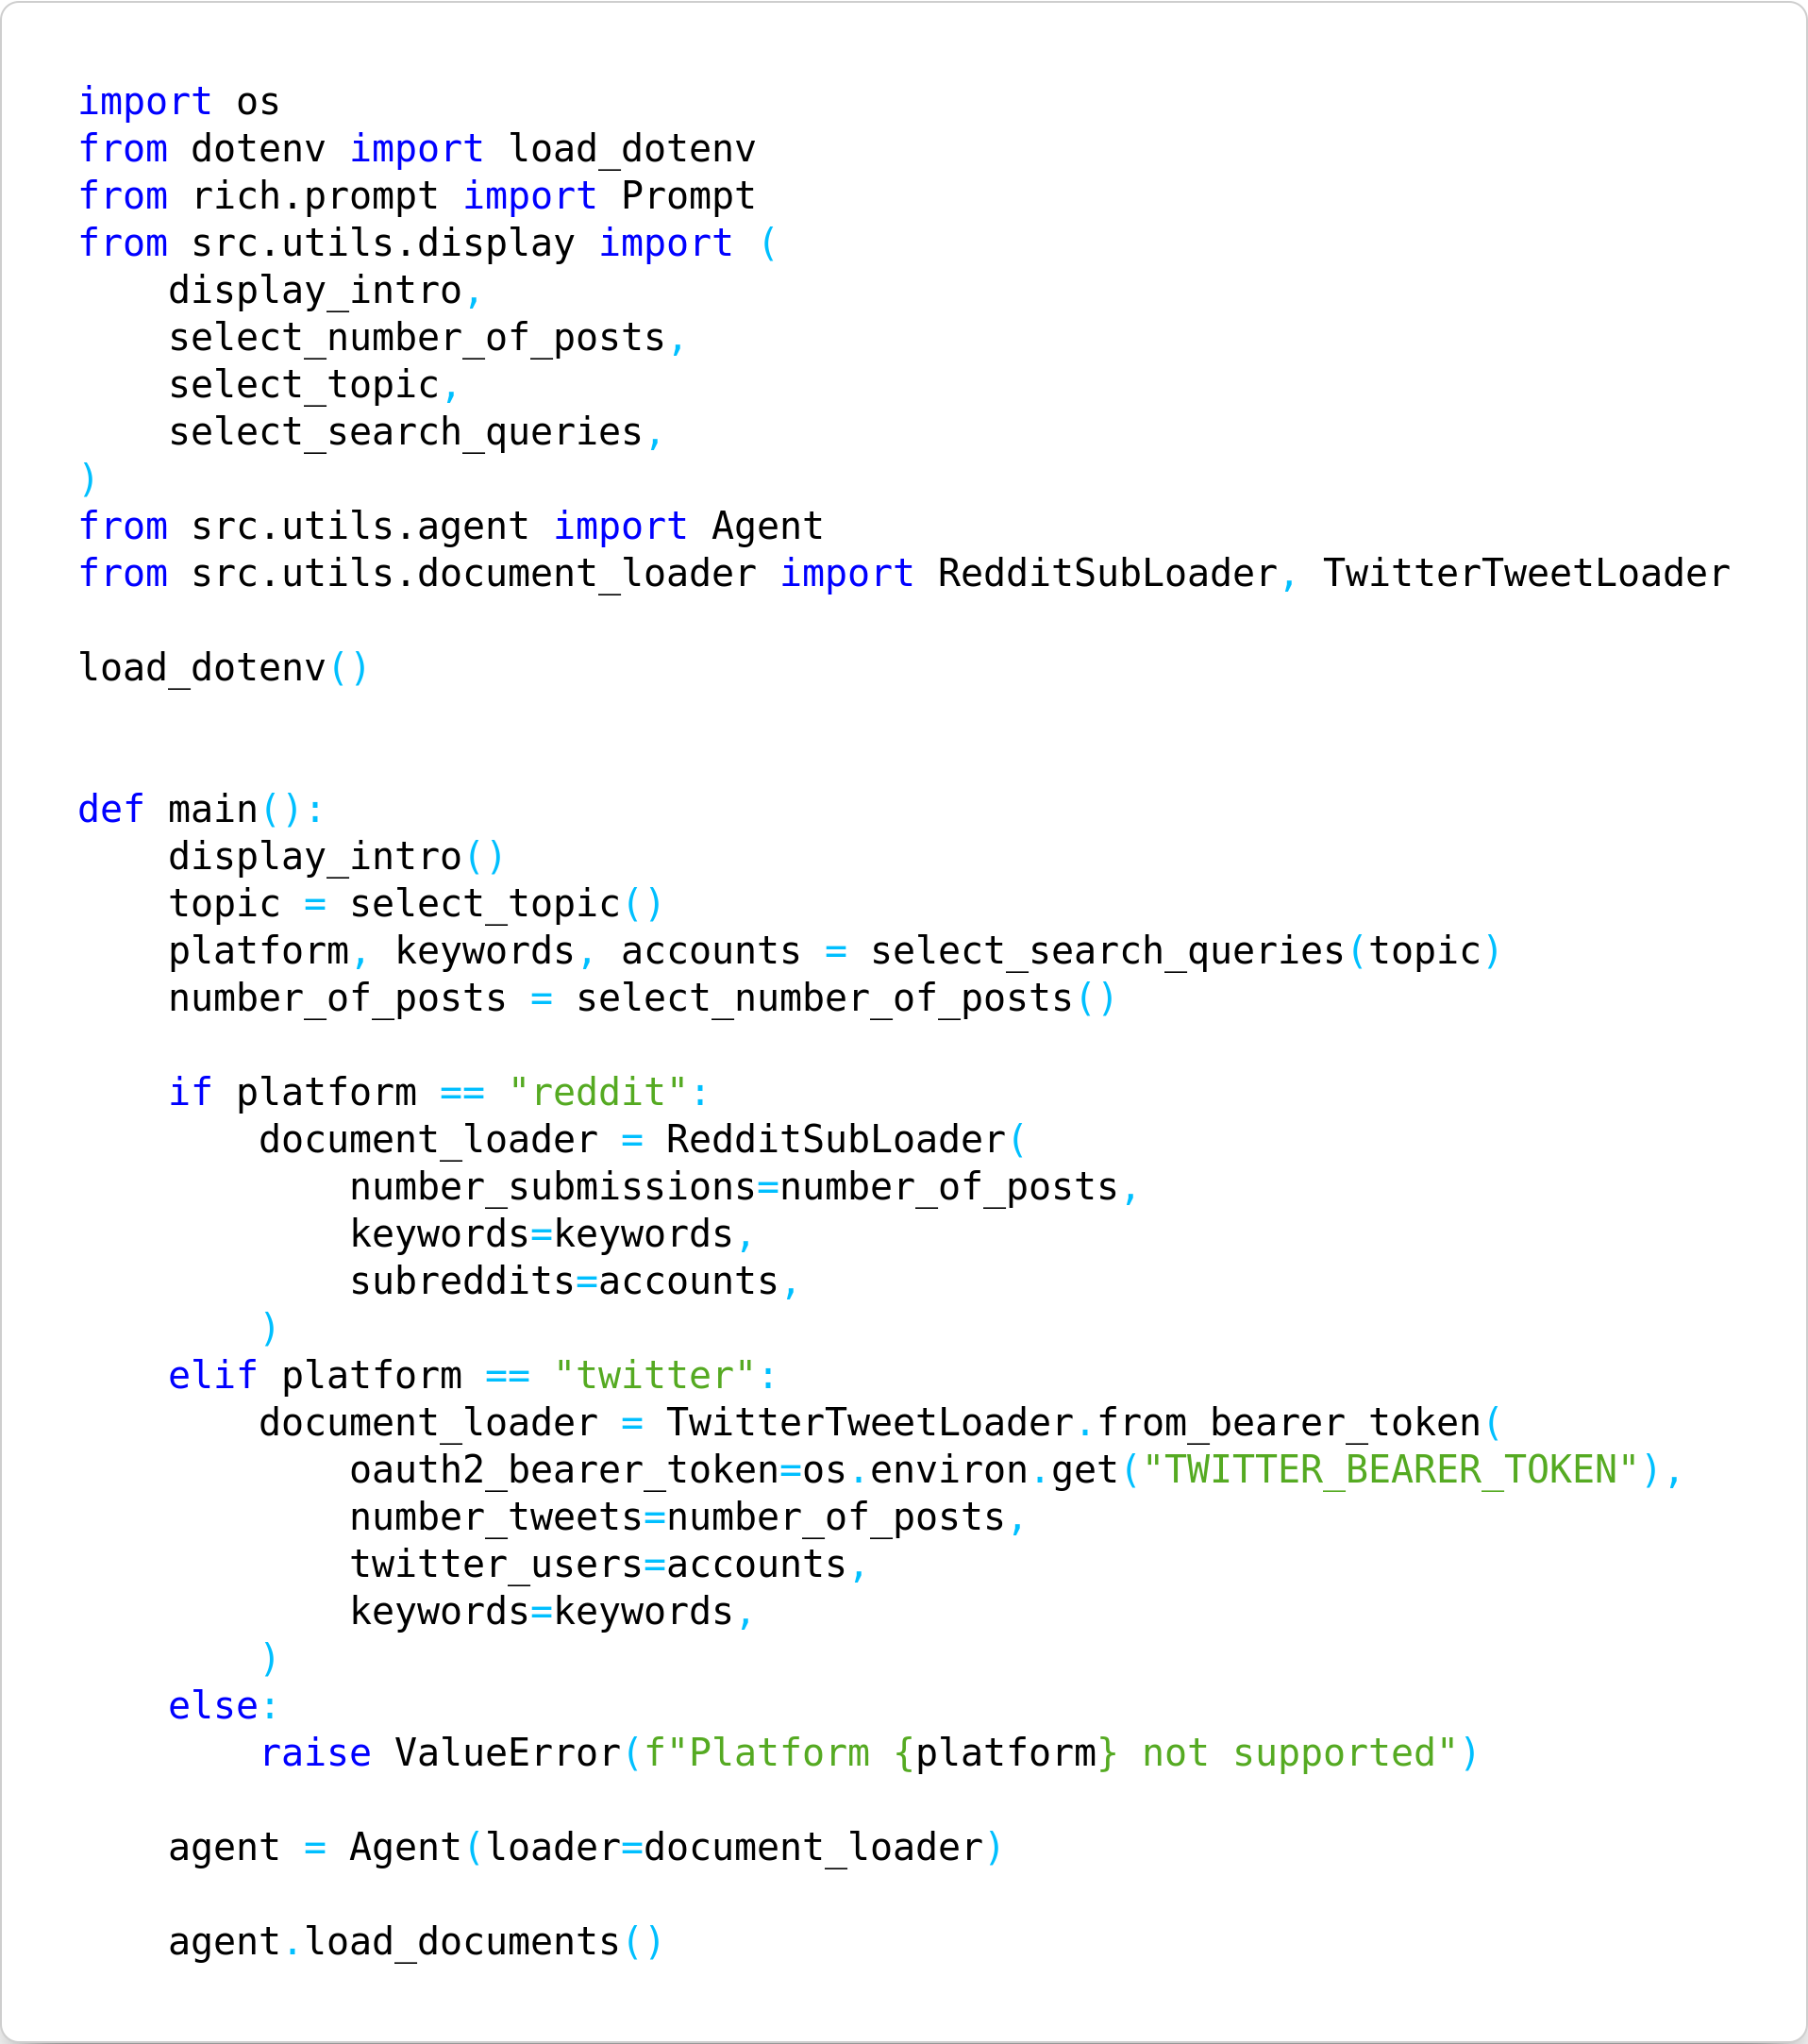 import os
from dotenv import load_dotenv
from rich.prompt import Prompt
from src.utils.display import (
    display_intro,
    select_number_of_posts,
    select_topic,
    select_search_queries,
)
from src.utils.agent import Agent
from src.utils.document_loader import RedditSubLoader, TwitterTweetLoader

load_dotenv()


def main():
    display_intro()
    topic = select_topic()
    platform, keywords, accounts = select_search_queries(topic)
    number_of_posts = select_number_of_posts()

    if platform == "reddit":
        document_loader = RedditSubLoader(
            number_submissions=number_of_posts,
            keywords=keywords,
            subreddits=accounts,
        )
    elif platform == "twitter":
        document_loader = TwitterTweetLoader.from_bearer_token(
            oauth2_bearer_token=os.environ.get("TWITTER_BEARER_TOKEN"),
            number_tweets=number_of_posts,
            twitter_users=accounts,
            keywords=keywords,
        )
    else:
        raise ValueError(f"Platform {platform} not supported")

    agent = Agent(loader=document_loader)

    agent.load_documents()